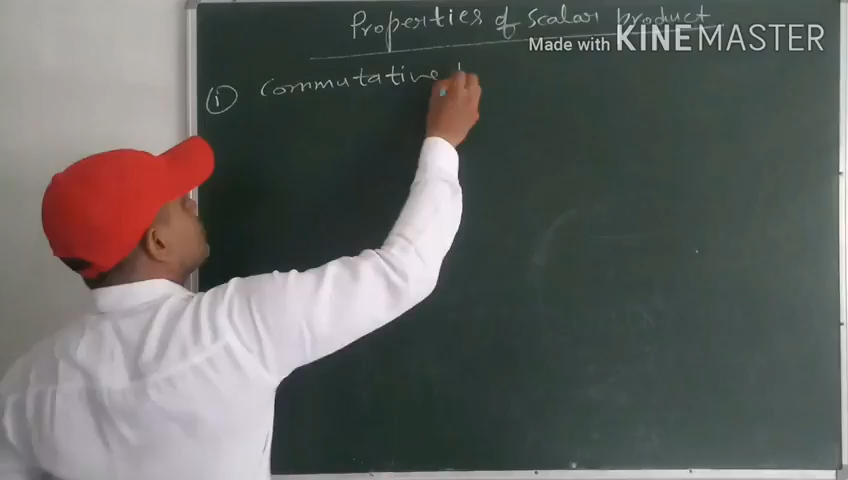 Properties of scalar product
Made with KINEMASTER
(i) Commutative